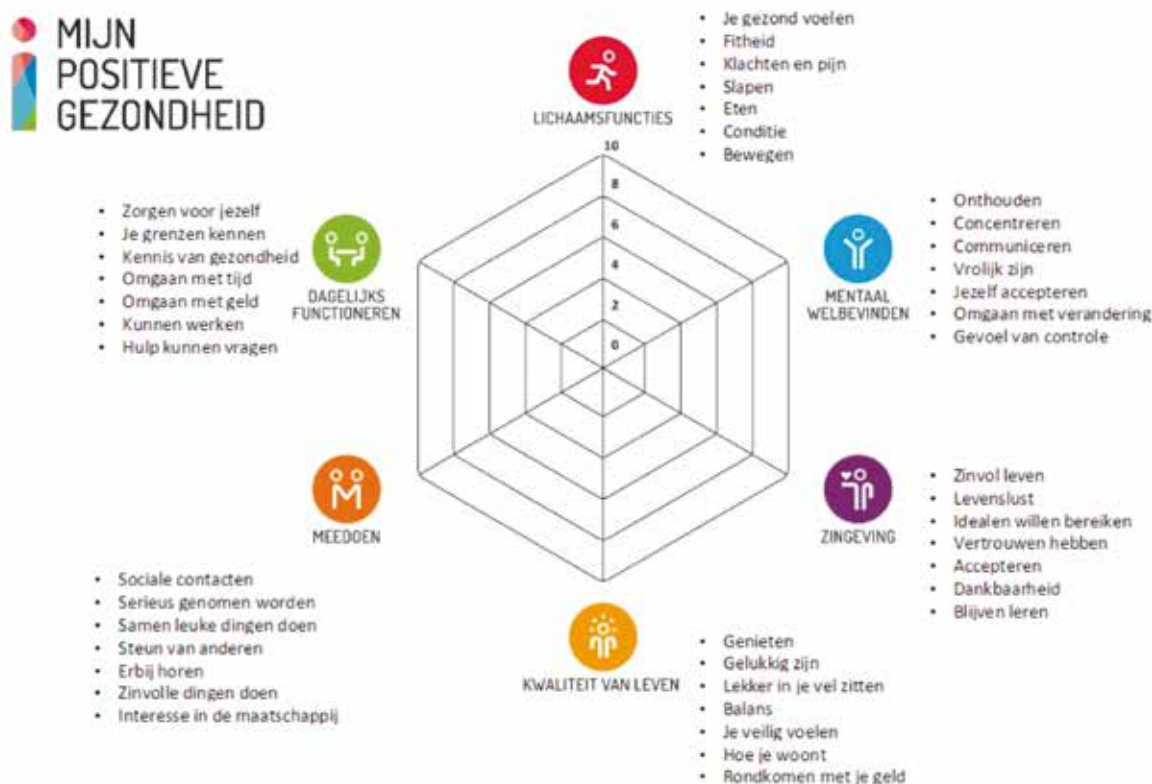 MIJN
POSITIEVE
GEZONDHEID
LICHAAMSFUNCTIES
• Je gezond voelen
• Fitheid
• Klachten en pijn
• Slapen
• Eten
• Conditie
• Bewegen
10
8
6
4
2
0
MENTAAL
WELBEVINDEN
• Onthouden
• Concentreren
• Communiceren
• Vrolijk zijn
• Jezelf accepteren
• Omgaan met verandering
• Gevoel van controle
ZINGEVING
• Zinvol leven
• Levenslust
• Idealen willen bereiken
• Vertrouwen hebben
• Accepteren
• Dankbaarheid
• Blijven leren
KWALITEIT VAN LEVEN
• Genieten
• Gelukkig zijn
• Lekker in je vel zitten
• Balans
• Je veilig voelen
• Hoe je woont
• Rondkomen met je geld
MEEDOEN
• Sociale contacten
• Serieus genomen worden
• Samen leuke dingen doen
• Steun van anderen
• Erbij horen
• Zinvolle dingen doen
• Interesse in de maatschappij
DAGELIJKS
FUNCTIONEREN
• Zorgen voor jezelf
• Je grenzen kennen
• Kennis van gezondheid
• Omgaan met tijd
• Omgaan met geld
• Kunnen werken
• Hulp kunnen vragen